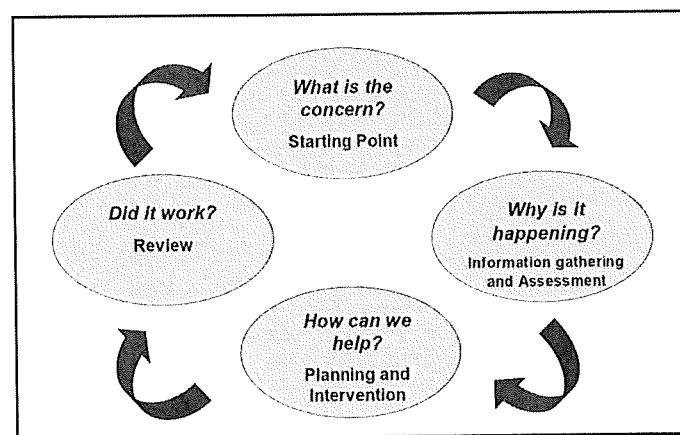 What is the
concern?
Starting Point
Why is it
happening?
Information gathering
and Assessment
How can we
help?
Planning and
Intervention
Did it work?
Review